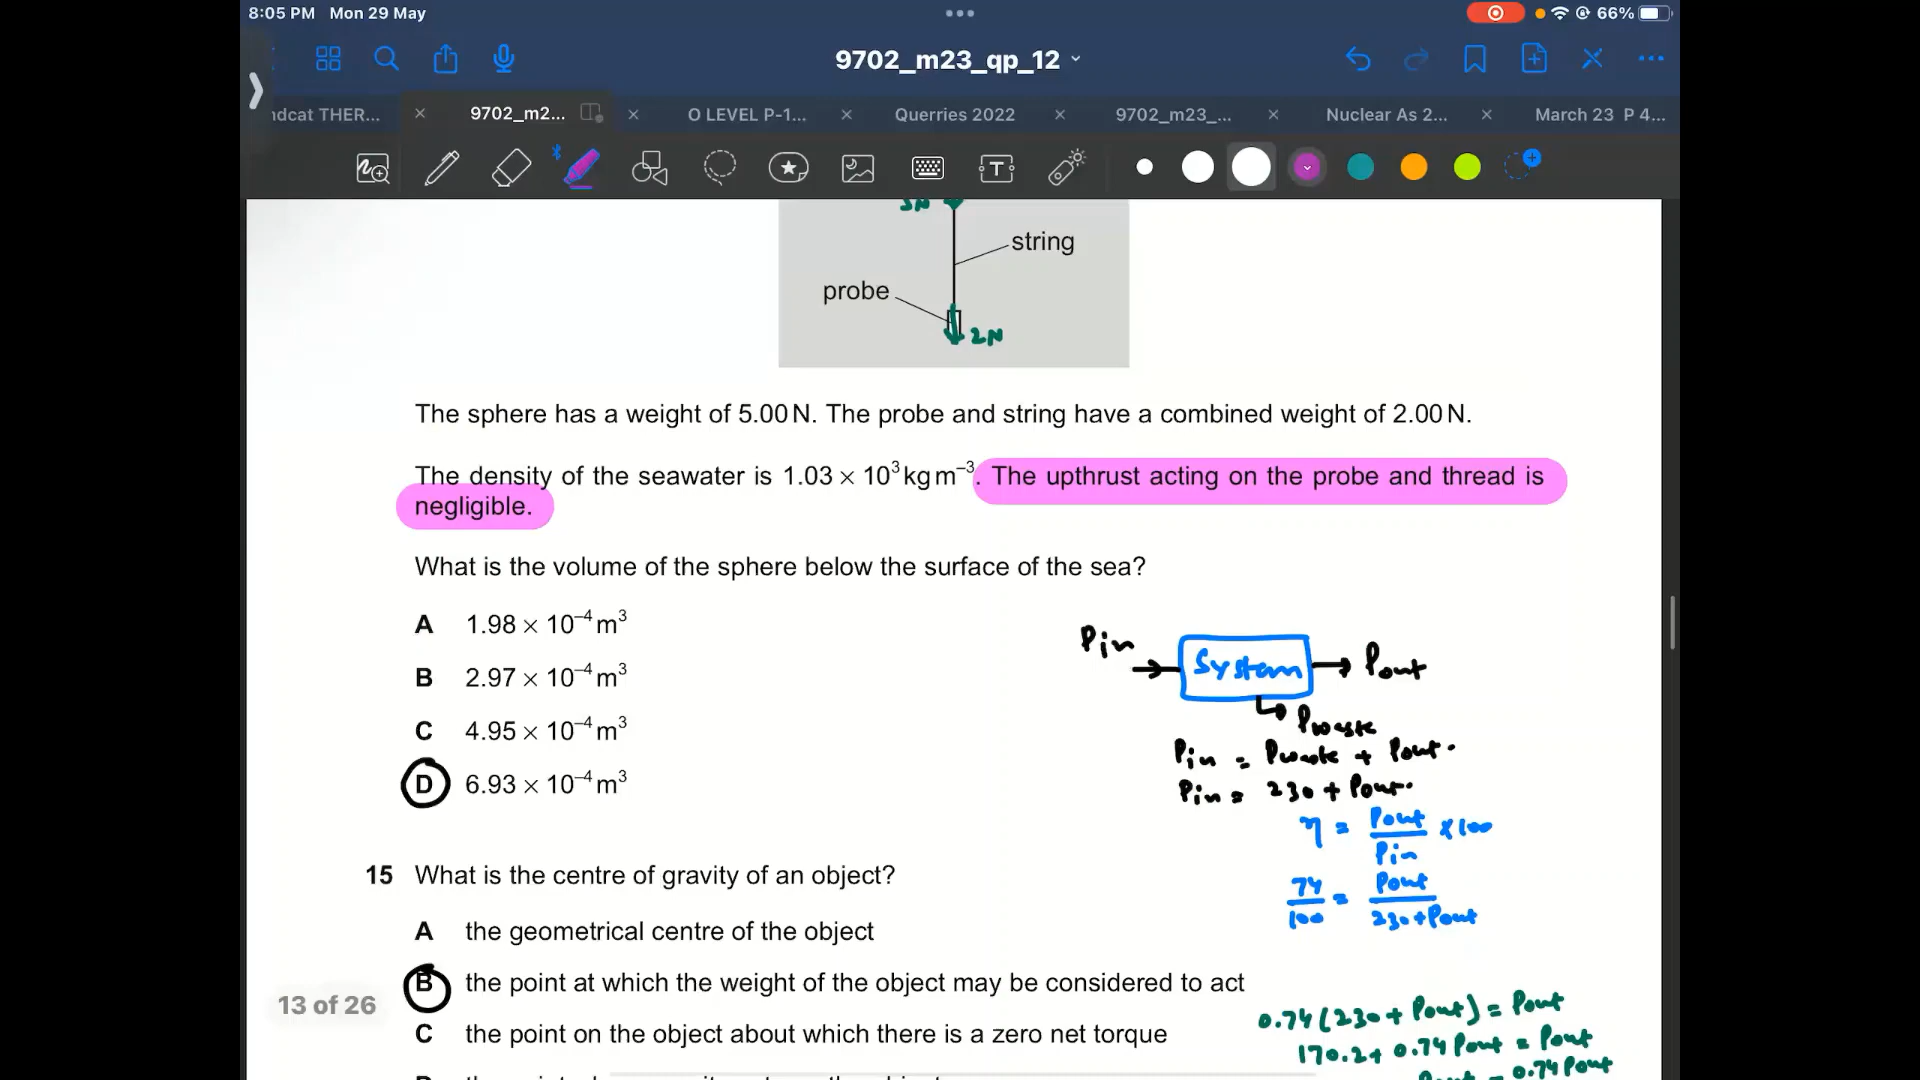 8:05 PM Mon 29 May
66%
9702_m23_qp_12
ndcat THER...
9702_m2...
O LEVEL P-1...
Querries 2022
9702_m23_...
Nuclear As 2...
March 23 P 4...
5N
string
probe
2N
The sphere has a weight of 5.00 N. The probe and string have a combined weight of 2.00 N.
The density of the seawater is 1.03 × 10³ kg m⁻³. The upthrust acting on the probe and thread is
negligible.
What is the volume of the sphere below the surface of the sea?
A 1.98 × 10⁻⁴ m³
B 2.97 × 10⁻⁴ m³
C 4.95 × 10⁻⁴ m³
D 6.93 × 10⁻⁴ m³
Pin
System
Pout
Pwaste
Pin = Pwaste + Pout.
Pin = 230 + Pout.
η = Pout/Pin × 100
74/100 = Pout/230+Pout
15 What is the centre of gravity of an object?
A the geometrical centre of the object
B the point at which the weight of the object may be considered to act
C the point on the object about which there is a zero net torque
13 of 26
0.74(230 + Pout) = Pout
170.2 + 0.74 Pout = Pout
0.74 Pout